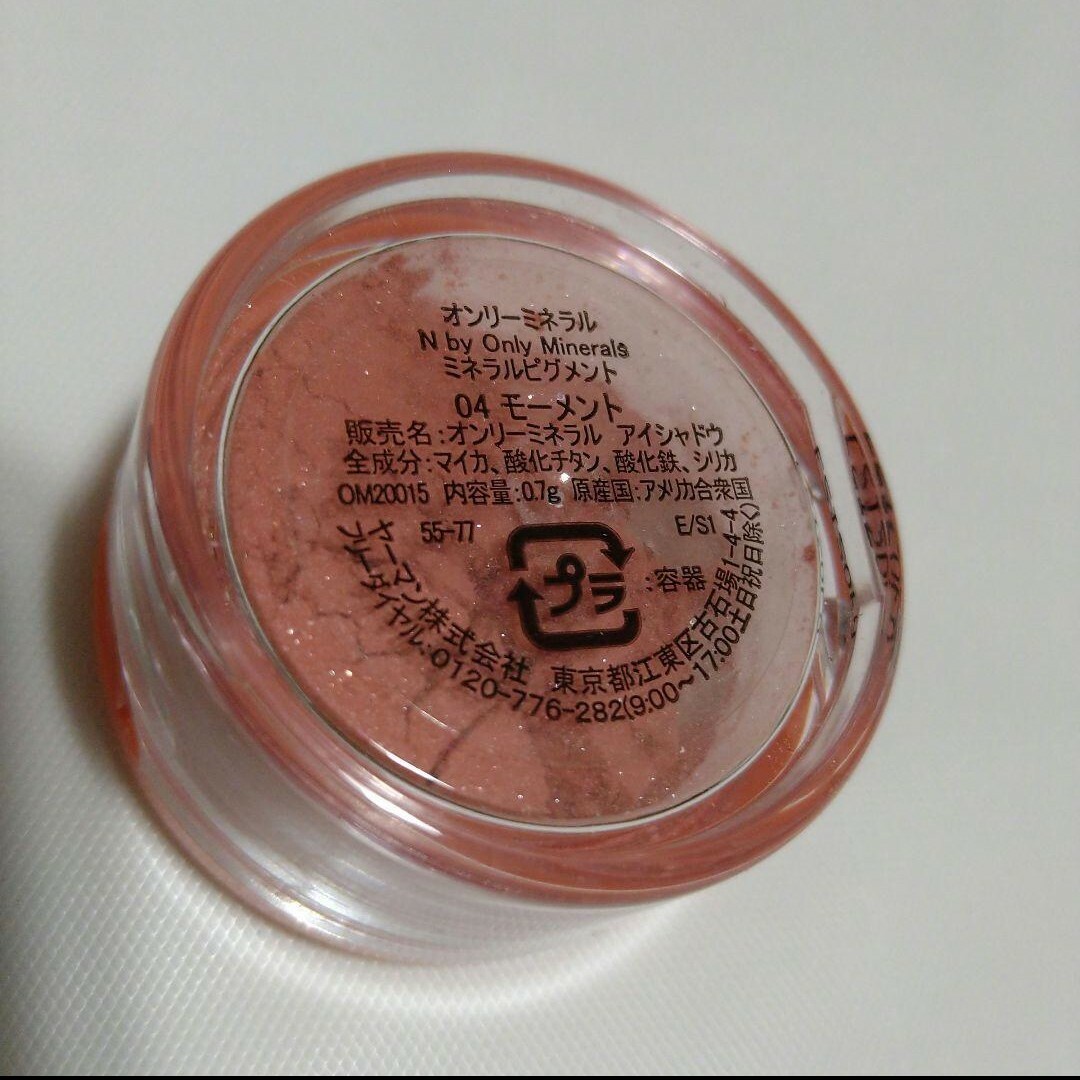 オンリーミネラル
N by Only Minerals
ミネラルピグメント
04 モーメント
販売名:オンリーミネラル アイシャドウ
全成分:マイカ、酸化チタン、酸化鉄、シリカ
OM20015 内容量:0.7g 原産国:アメリカ合衆国
55-77
E/S1
プラ
:容器
ヤーマン株式会社 東京都江東区古石場1-4-4
フリーダイヤル:0120-776-282(9:00~17:00土日祝日除く)